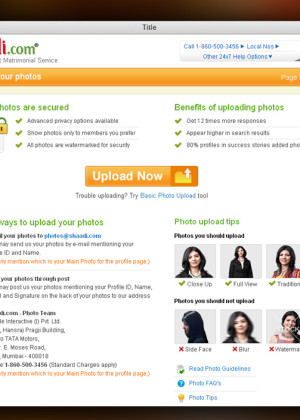 Title
di.com®
t Matrimonial Service
Call 1-860-500-3456 ► Local Nos ►
Other 24x7 Help Options ▼
your photos
Page
hotos are secured
Advanced privacy options available
Show photos only to members you prefer
All photos are watermarked for security
Benefits of uploading photos
Get 12 times more responses
Appear higher in search results
80% profiles in success stories added pho
Upload Now
Trouble uploading? Try Basic Photo Upload tool
ways to upload your photos
il your photos to photos@shaadi.com
may send us your photos by e-mail mentioning your
le ID and Name.
ly mention which is your Main Photo for the profile page.)
your photos through post
may post us your photos mentioning your Profile ID, Name,
l and Signature on the back of your photos to our address
di.com - Photo Team
le Interactive (I) Pvt. Ltd.
, Hansraj Pragji Building,
o TATA Motors,
r. E. Moses Road,
, Mumbai - 400018
e 1-860-500-3456 (Standard Charges apply)
ly mention which is your Main Photo for the profile page.)
Photo upload tips
Photos you should upload
Close Up
Full View
Tradition
Photos you should not upload
Side Face
Blur
Waterma
Read Photo Guidelines
Photo FAQ's
Photo Tips